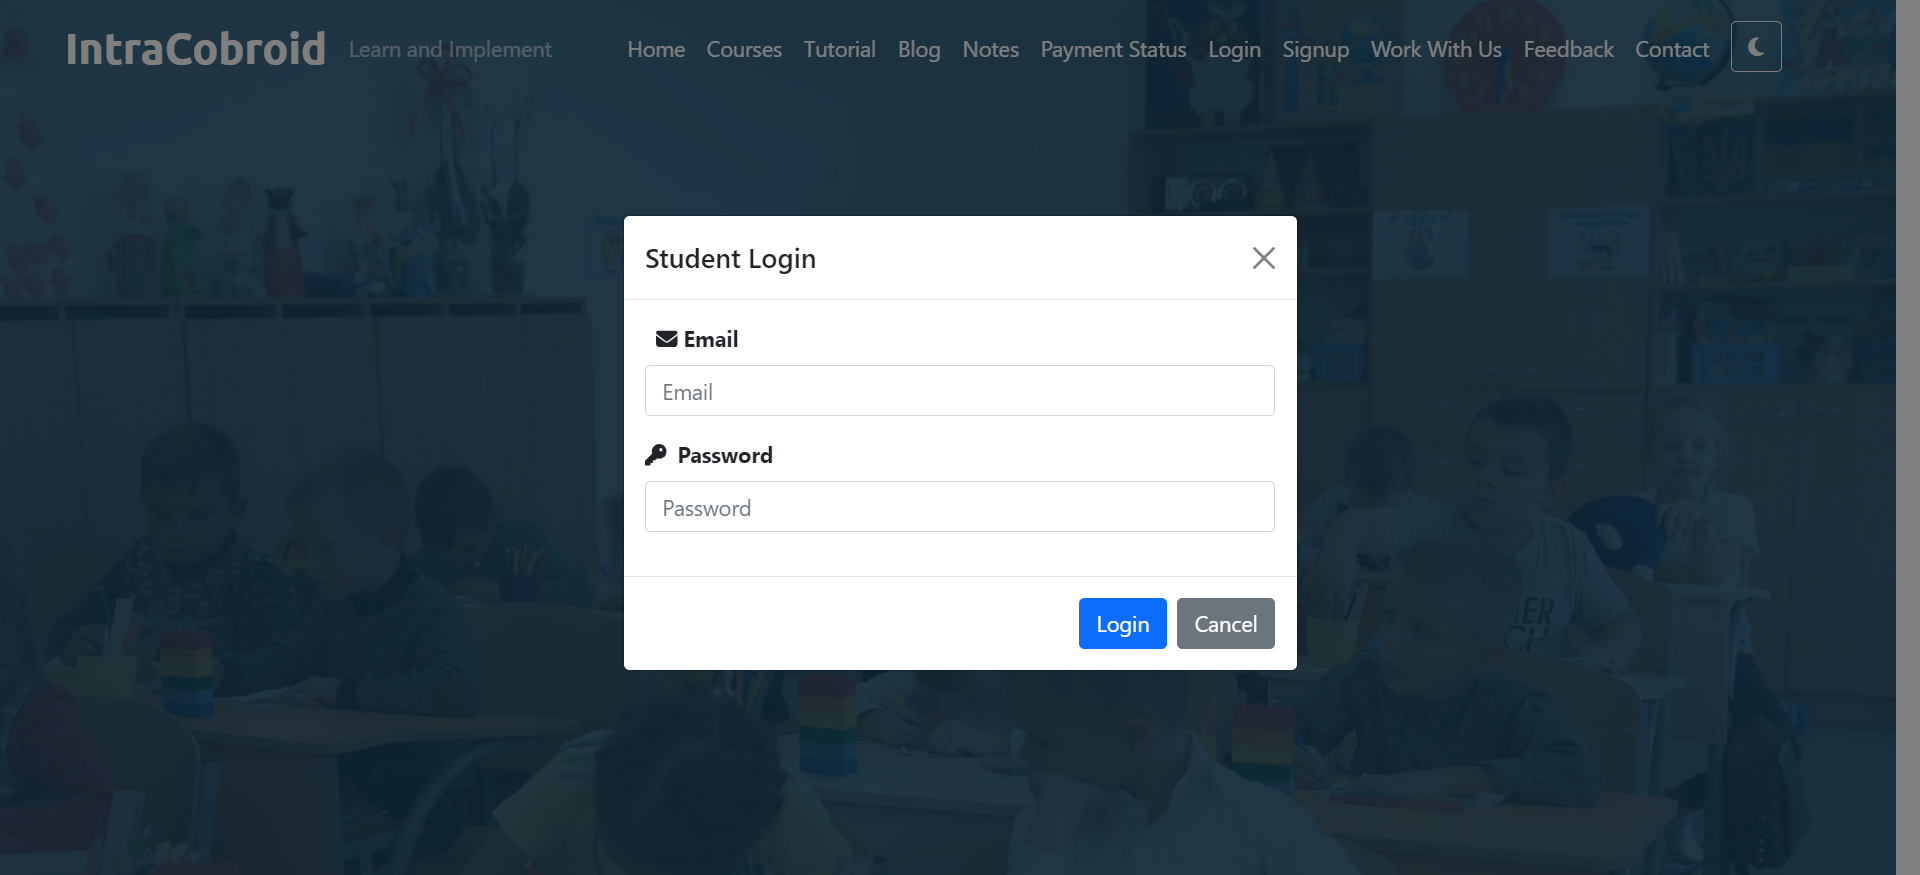 IntraCobroid Learn and Implement Home Courses Tutorial Blog Notes Payment Status Login Signup Work With Us Feedback Contact
Student Login
Email
Email
Password
Password
Login Cancel